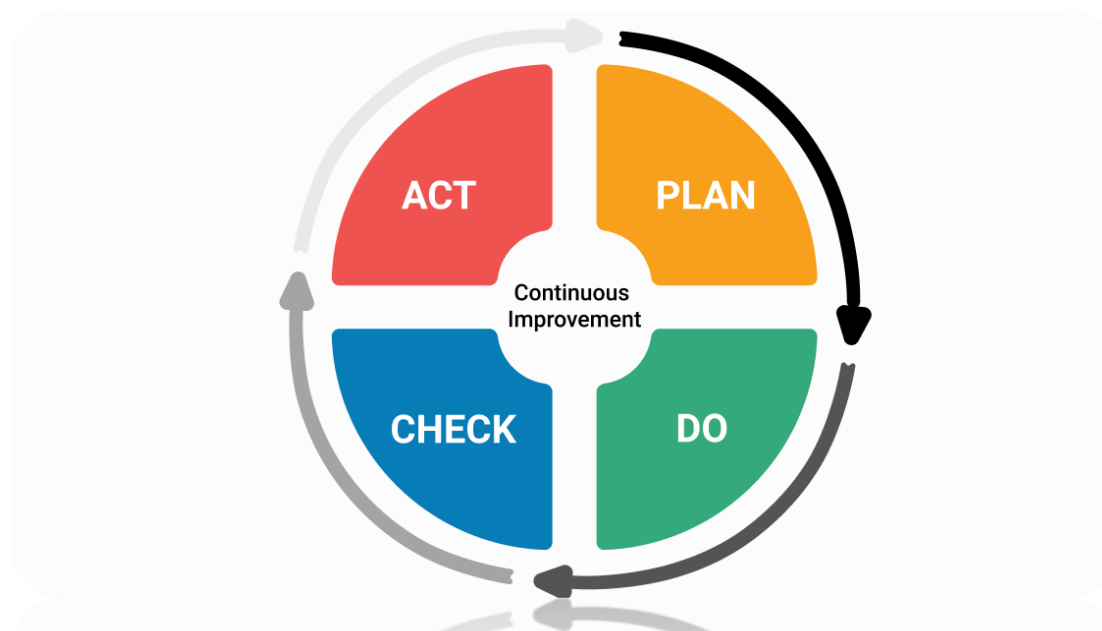 ACT
PLAN
Continuous
Improvement
CHECK
DO